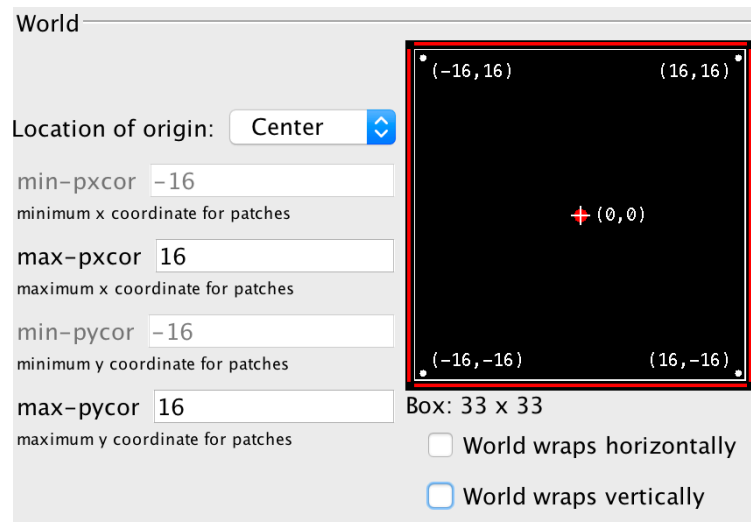 World
Location of origin: Center
min-pxcor -16
minimum x coordinate for patches
max-pxcor 16
maximum x coordinate for patches
min-pycor -16
minimum y coordinate for patches
max-pycor 16
maximum y coordinate for patches
(-16,16) (16,16)
(0,0)
(-16,-16) (16,-16)
Box: 33 x 33
World wraps horizontally
World wraps vertically